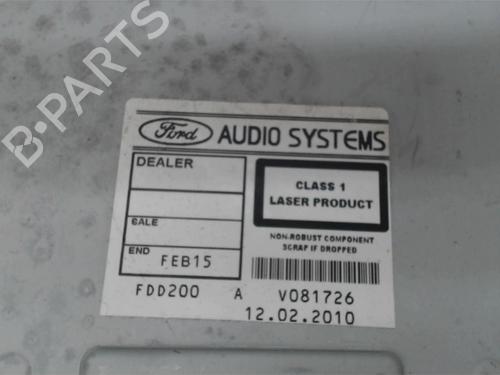 B-PARTS
Ford AUDIO SYSTEMS
DEALER
SALE
END FEB15
CLASS 1
LASER PRODUCT
NON-ROBUST COMPONENT
SCRAP IF DROPPED
FDD200 A V081726
12.02.2010